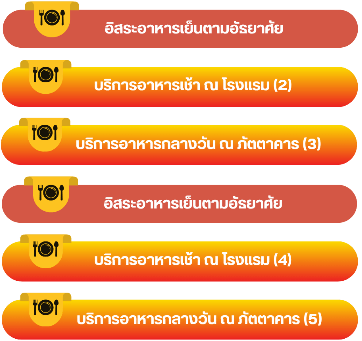 อิสระอาหารเย็นตามอัธยาศัย
บริการอาหารเช้า ณ โรงแรม (2)
บริการอาหารกลางวัน ณ ภัตตาคาร (3)
อิสระอาหารเย็นตามอัธยาศัย
บริการอาหารเช้า ณ โรงแรม (4)
บริการอาหารกลางวัน ณ ภัตตาคาร (5)